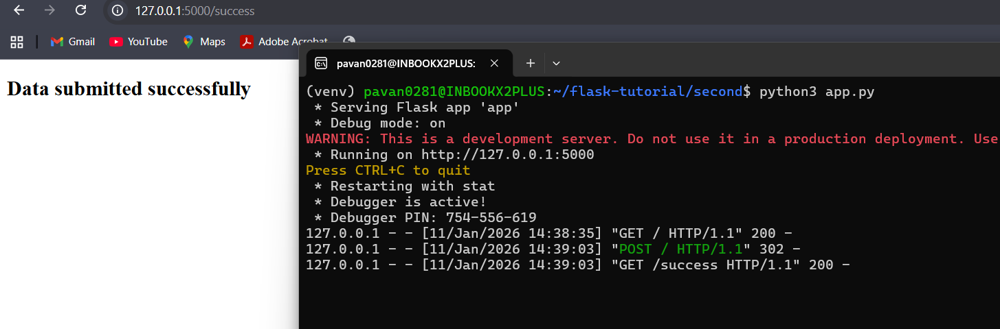 127.0.0.1:5000/success
Gmail YouTube Maps Adobe Acrobat
Data submitted successfully
pavan0281@INBOOKX2PLUS:
(venv) pavan0281@INBOOKX2PLUS:~/flask-tutorial/second$ python3 app.py
 * Serving Flask app 'app'
 * Debug mode: on
WARNING: This is a development server. Do not use it in a production deployment. Use
 * Running on http://127.0.0.1:5000
Press CTRL+C to quit
 * Restarting with stat
 * Debugger is active!
 * Debugger PIN: 754-556-619
127.0.0.1 - - [11/Jan/2026 14:38:35] "GET / HTTP/1.1" 200 -
127.0.0.1 - - [11/Jan/2026 14:39:03] "POST / HTTP/1.1" 302 -
127.0.0.1 - - [11/Jan/2026 14:39:03] "GET /success HTTP/1.1" 200 -